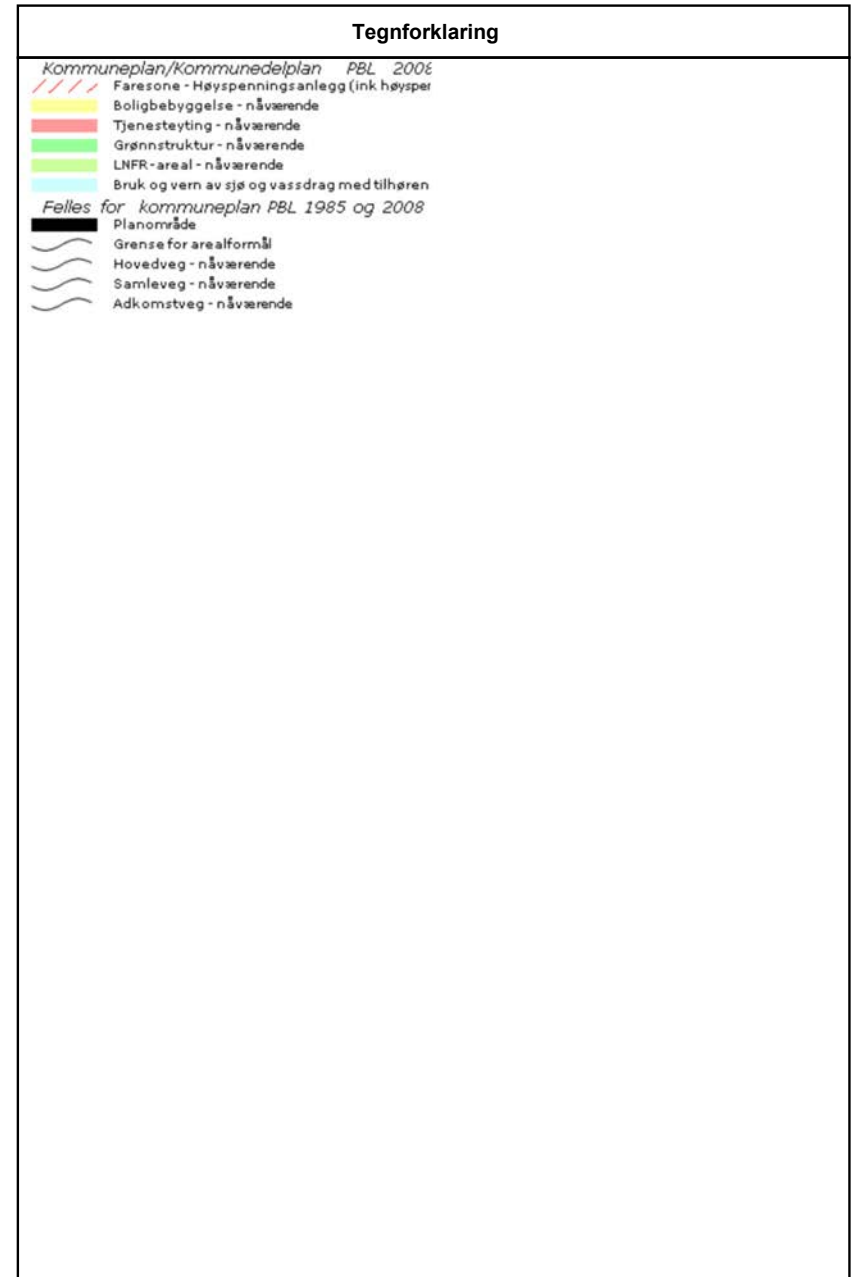 Tegnforklaring
Kommuneplan/Kommunedelplan PBL 2008
Faresone - Høyspenningsanlegg (ink høysper
Boligbebyggelse - nåværende
Tjenesteyting - nåværende
Grønnstruktur - nåværende
LNFR-areal - nåværende
Bruk og vern av sjø og vassdrag med tilhøren
Felles for kommuneplan PBL 1985 og 2008
Planområde
Grense for arealformål
Hovedveg - nåværende
Samleveg - nåværende
Adkomstveg - nåværende